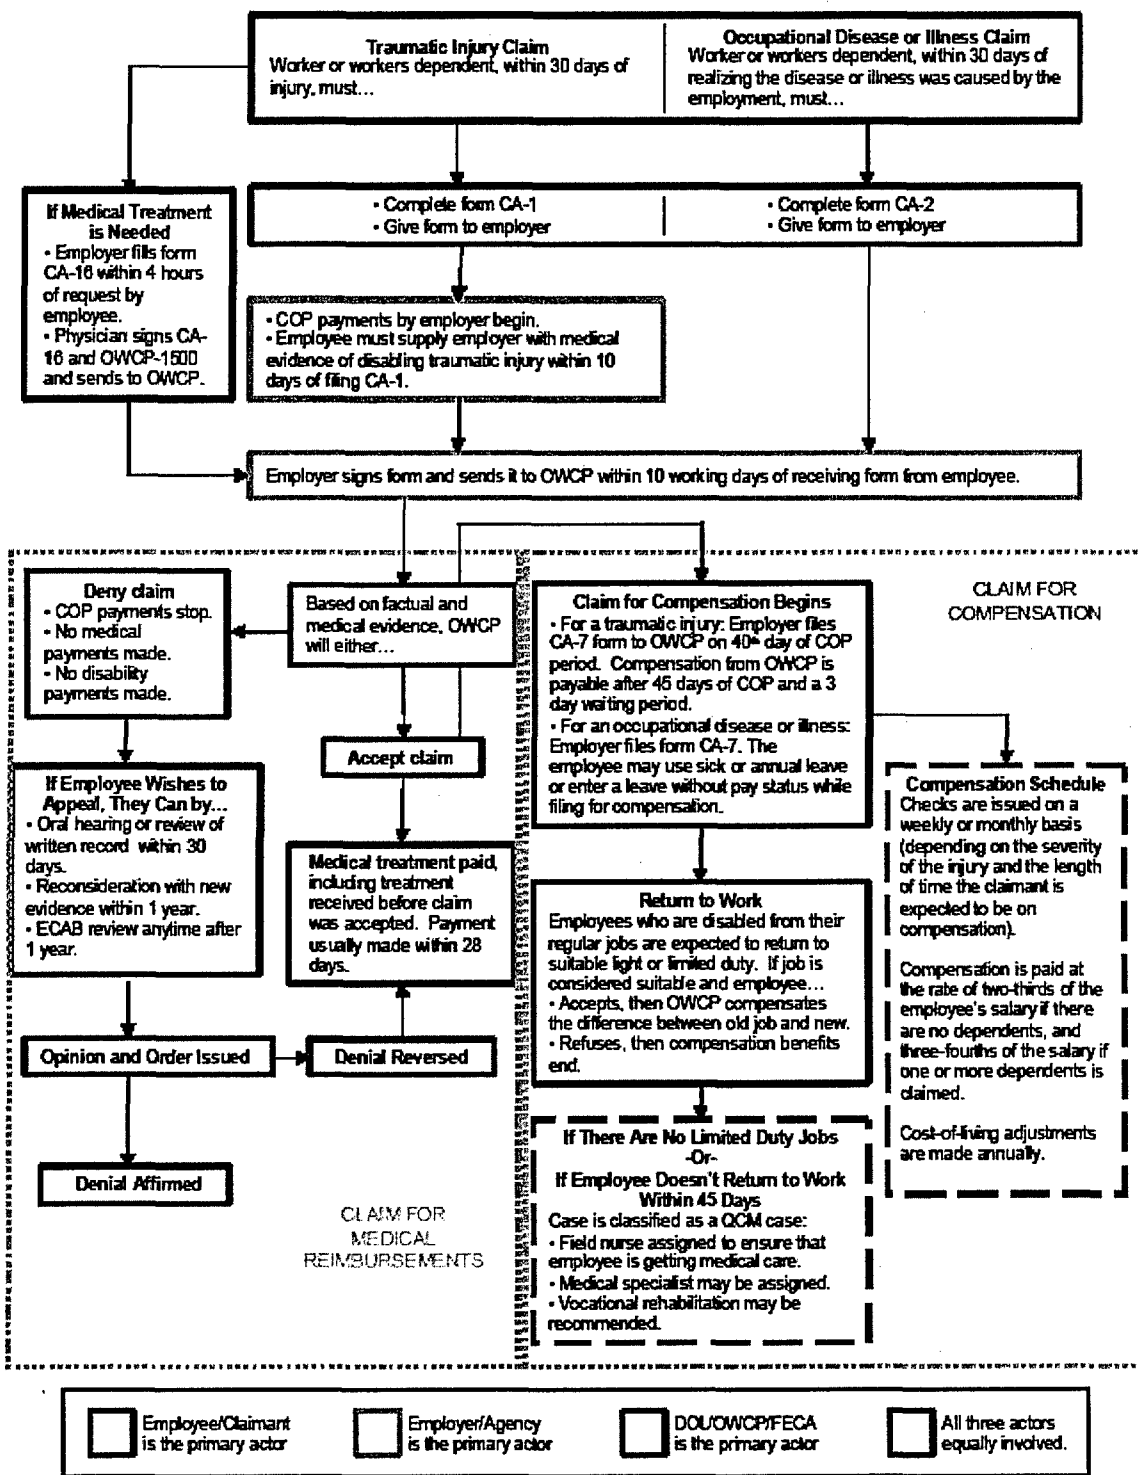 Traumatic Injury Claim
Worker or workers dependent, within 30 days of
injury, must...
Occupational Disease or Illness Claim
Worker or workers dependent, within 30 days of
realizing the disease or illness was caused by the
employment, must...
If Medical Treatment
is Needed
• Employer fills form
CA-16 within 4 hours
of request by
employee.
• Physician signs CA-
16 and OWCP-1500
and sends to OWCP.
• Complete form CA-1
• Give form to employer
• Complete form CA-2
• Give form to employer
• COP payments by employer begin.
• Employee must supply employer with medical
evidence of disabling traumatic injury within 10
days of filing CA-1.
Employer signs form and sends it to OWCP within 10 working days of receiving form from employee.
Deny claim
• COP payments stop.
• No medical
payments made.
• No disability
payments made.
Based on factual and
medical evidence, OWCP
will either...
Accept claim
If Employee Wishes to
Appeal, They Can by...
• Oral hearing or review of
written record within 30
days.
• Reconsideration with new
evidence within 1 year.
• ECAB review anytime after
1 year.
Medical treatment paid,
including treatment
received before claim
was accepted. Payment
usually made within 28
days.
Opinion and Order Issued
Denial Reversed
Denial Affirmed
CLAIM FOR
MEDICAL
REIMBURSEMENTS
CLAIM FOR
COMPENSATION
Claim for Compensation Begins
• For a traumatic injury: Employer files
CA-7 form to OWCP on 40th day of COP
period. Compensation from OWCP is
payable after 45 days of COP and a 3
day waiting period.
• For an occupational disease or illness:
Employer files form CA-7. The
employee may use sick or annual leave
or enter a leave without pay status while
filing for compensation.
Return to Work
Employees who are disabled from their
regular jobs are expected to return to
suitable light or limited duty. If job is
considered suitable and employee...
• Accepts, then OWCP compensates
the difference between old job and new.
• Refuses, then compensation benefits
end.
If There Are No Limited Duty Jobs
-Or-
If Employee Doesn't Return to Work
Within 45 Days
Case is classified as a QCM case:
• Field nurse assigned to ensure that
employee is getting medical care.
• Medical specialist may be assigned.
• Vocational rehabilitation may be
recommended.
Compensation Schedule
Checks are issued on a
weekly or monthly basis
(depending on the severity
of the injury and the length
of time the claimant is
expected to be on
compensation).
Compensation is paid at
the rate of two-thirds of the
employee's salary if there
are no dependents, and
three-fourths of the salary if
one or more dependents is
claimed.
Cost-of-living adjustments
are made annually.
Employee/Claimant
is the primary actor
Employer/Agency
is the primary actor
DOL/OWCP/FECA
is the primary actor
All three actors
equally involved.